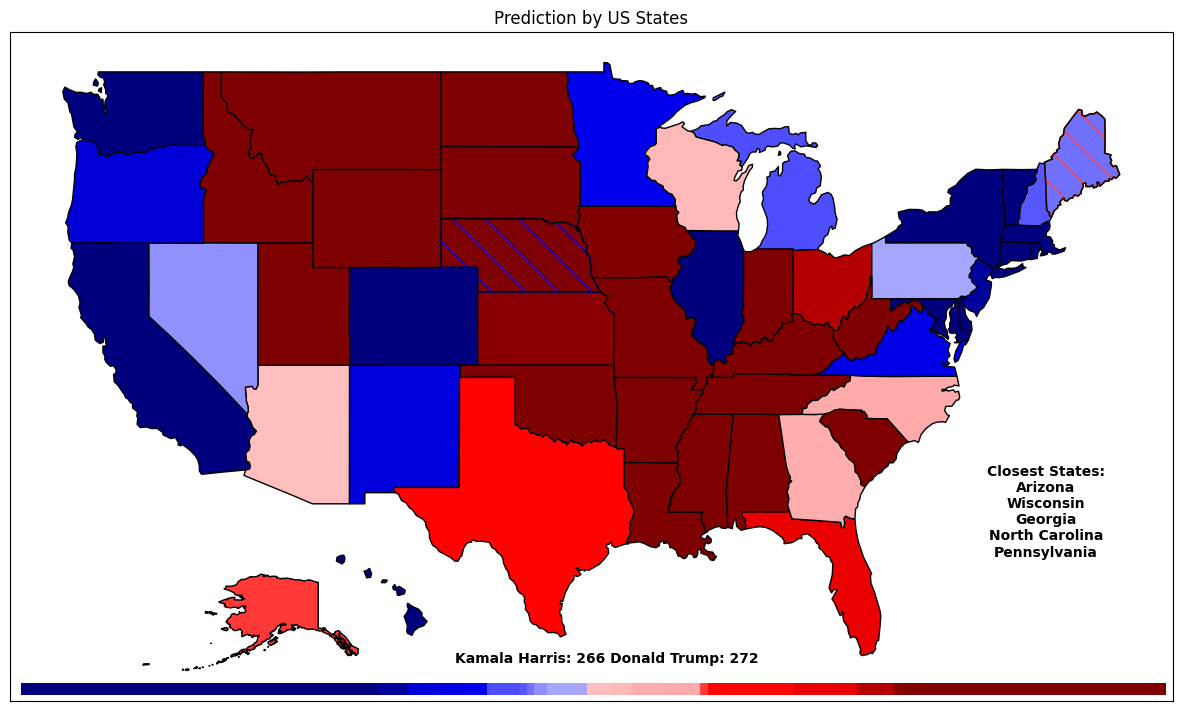 Prediction by US States
Closest States:
Arizona
Wisconsin
Georgia
North Carolina
Pennsylvania
Kamala Harris: 266 Donald Trump: 272